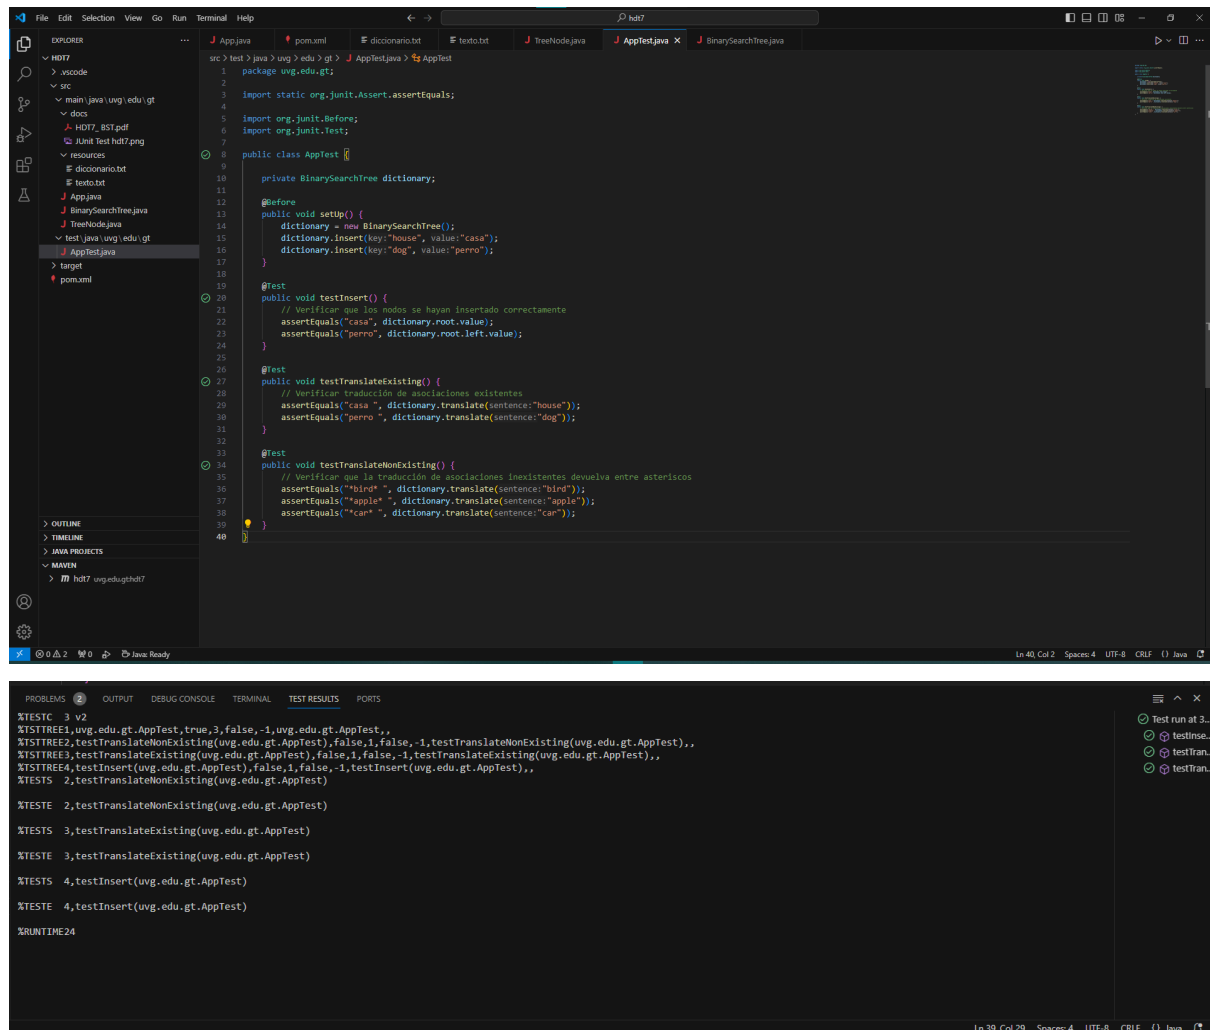 File Edit Selection View Go Run Terminal Help
hdt7
EXPLORER
HDT7
.vscode
src
main\java\uvg\edu\gt
docs
HDT7_ BST.pdf
JUnit Test hdt7.png
resources
diccionario.txt
texto.txt
App.java
BinarySearchTree.java
TreeNode.java
test\java\uvg\edu\gt
AppTest.java
target
pom.xml
OUTLINE
TIMELINE
JAVA PROJECTS
MAVEN
hdt7 uvg.edu.gt:hdt7
App.java pom.xml diccionario.txt texto.txt TreeNode.java AppTest.java BinarySearchTree.java
src > test > java > uvg > edu > gt > AppTest.java > AppTest
1 package uvg.edu.gt;
2
3 import static org.junit.Assert.assertEquals;
4
5 import org.junit.Before;
6 import org.junit.Test;
7
8 public class AppTest {
9
10 private BinarySearchTree dictionary;
11
12 @Before
13 public void setUp() {
14 dictionary = new BinarySearchTree();
15 dictionary.insert(key:"house", value:"casa");
16 dictionary.insert(key:"dog", value:"perro");
17 }
18
19 @Test
20 public void testInsert() {
21 // Verificar que los nodos se hayan insertado correctamente
22 assertEquals("casa", dictionary.root.value);
23 assertEquals("perro", dictionary.root.left.value);
24 }
25
26 @Test
27 public void testTranslateExisting() {
28 // Verificar traducción de asociaciones existentes
29 assertEquals("casa ", dictionary.translate(sentence:"house"));
30 assertEquals("perro ", dictionary.translate(sentence:"dog"));
31 }
32
33 @Test
34 public void testTranslateNonExisting() {
35 // Verificar que la traducción de asociaciones inexistentes devuelva entre asteriscos
36 assertEquals("*bird* ", dictionary.translate(sentence:"bird"));
37 assertEquals("*apple* ", dictionary.translate(sentence:"apple"));
38 assertEquals("*car* ", dictionary.translate(sentence:"car"));
39 }
40 }
0 2 0 Java: Ready Ln 40, Col 2 Spaces: 4 UTF-8 CRLF {} Java
PROBLEMS 2 OUTPUT DEBUG CONSOLE TERMINAL TEST RESULTS PORTS
%TESTC 3 v2
%TSTTREE1,uvg.edu.gt.AppTest,true,3,false,-1,uvg.edu.gt.AppTest,,
%TSTTREE2,testTranslateNonExisting(uvg.edu.gt.AppTest),false,1,false,-1,testTranslateNonExisting(uvg.edu.gt.AppTest),,
%TSTTREE3,testTranslateExisting(uvg.edu.gt.AppTest),false,1,false,-1,testTranslateExisting(uvg.edu.gt.AppTest),,
%TSTTREE4,testInsert(uvg.edu.gt.AppTest),false,1,false,-1,testInsert(uvg.edu.gt.AppTest),,
%TESTS 2,testTranslateNonExisting(uvg.edu.gt.AppTest)
%TESTE 2,testTranslateNonExisting(uvg.edu.gt.AppTest)
%TESTS 3,testTranslateExisting(uvg.edu.gt.AppTest)
%TESTE 3,testTranslateExisting(uvg.edu.gt.AppTest)
%TESTS 4,testInsert(uvg.edu.gt.AppTest)
%TESTE 4,testInsert(uvg.edu.gt.AppTest)
%RUNTIME24
Test run at 3...
testInse...
testTran...
testTran...
Ln 39, Col 29 Spaces: 4 UTF-8 CRLF {} Java